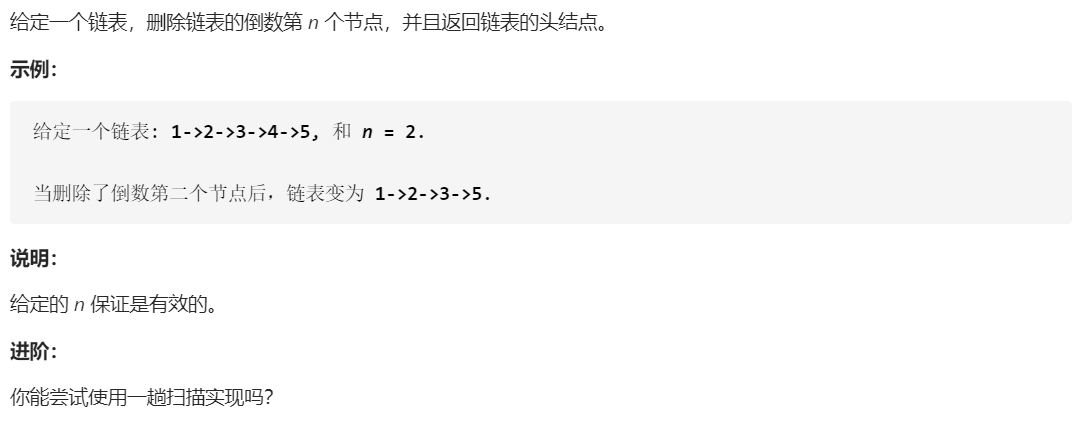 给定一个链表，删除链表的倒数第 n 个节点，并且返回链表的头结点。
示例：
给定一个链表: 1->2->3->4->5, 和 n = 2.
当删除了倒数第二个节点后，链表变为 1->2->3->5.
说明：
给定的 n 保证是有效的。
进阶：
你能尝试使用一趟扫描实现吗？